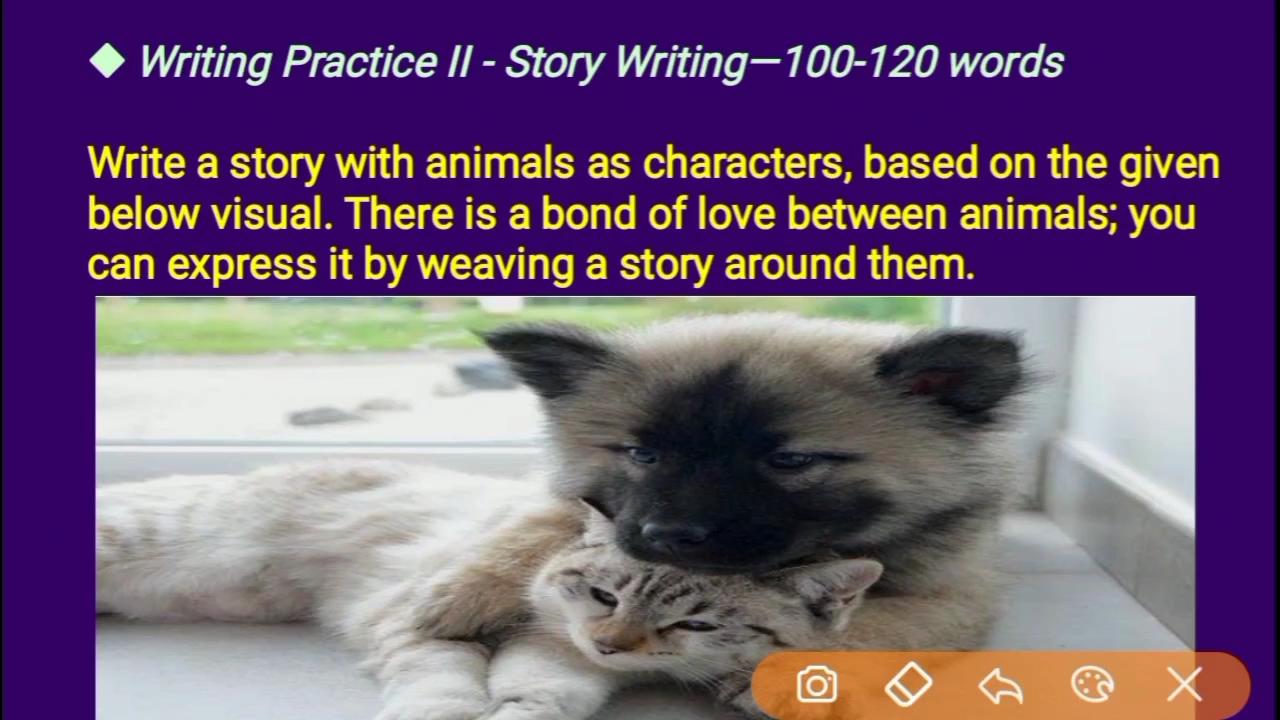 ◆ Writing Practice II - Story Writing—100-120 words
Write a story with animals as characters, based on the given
below visual. There is a bond of love between animals; you
can express it by weaving a story around them.